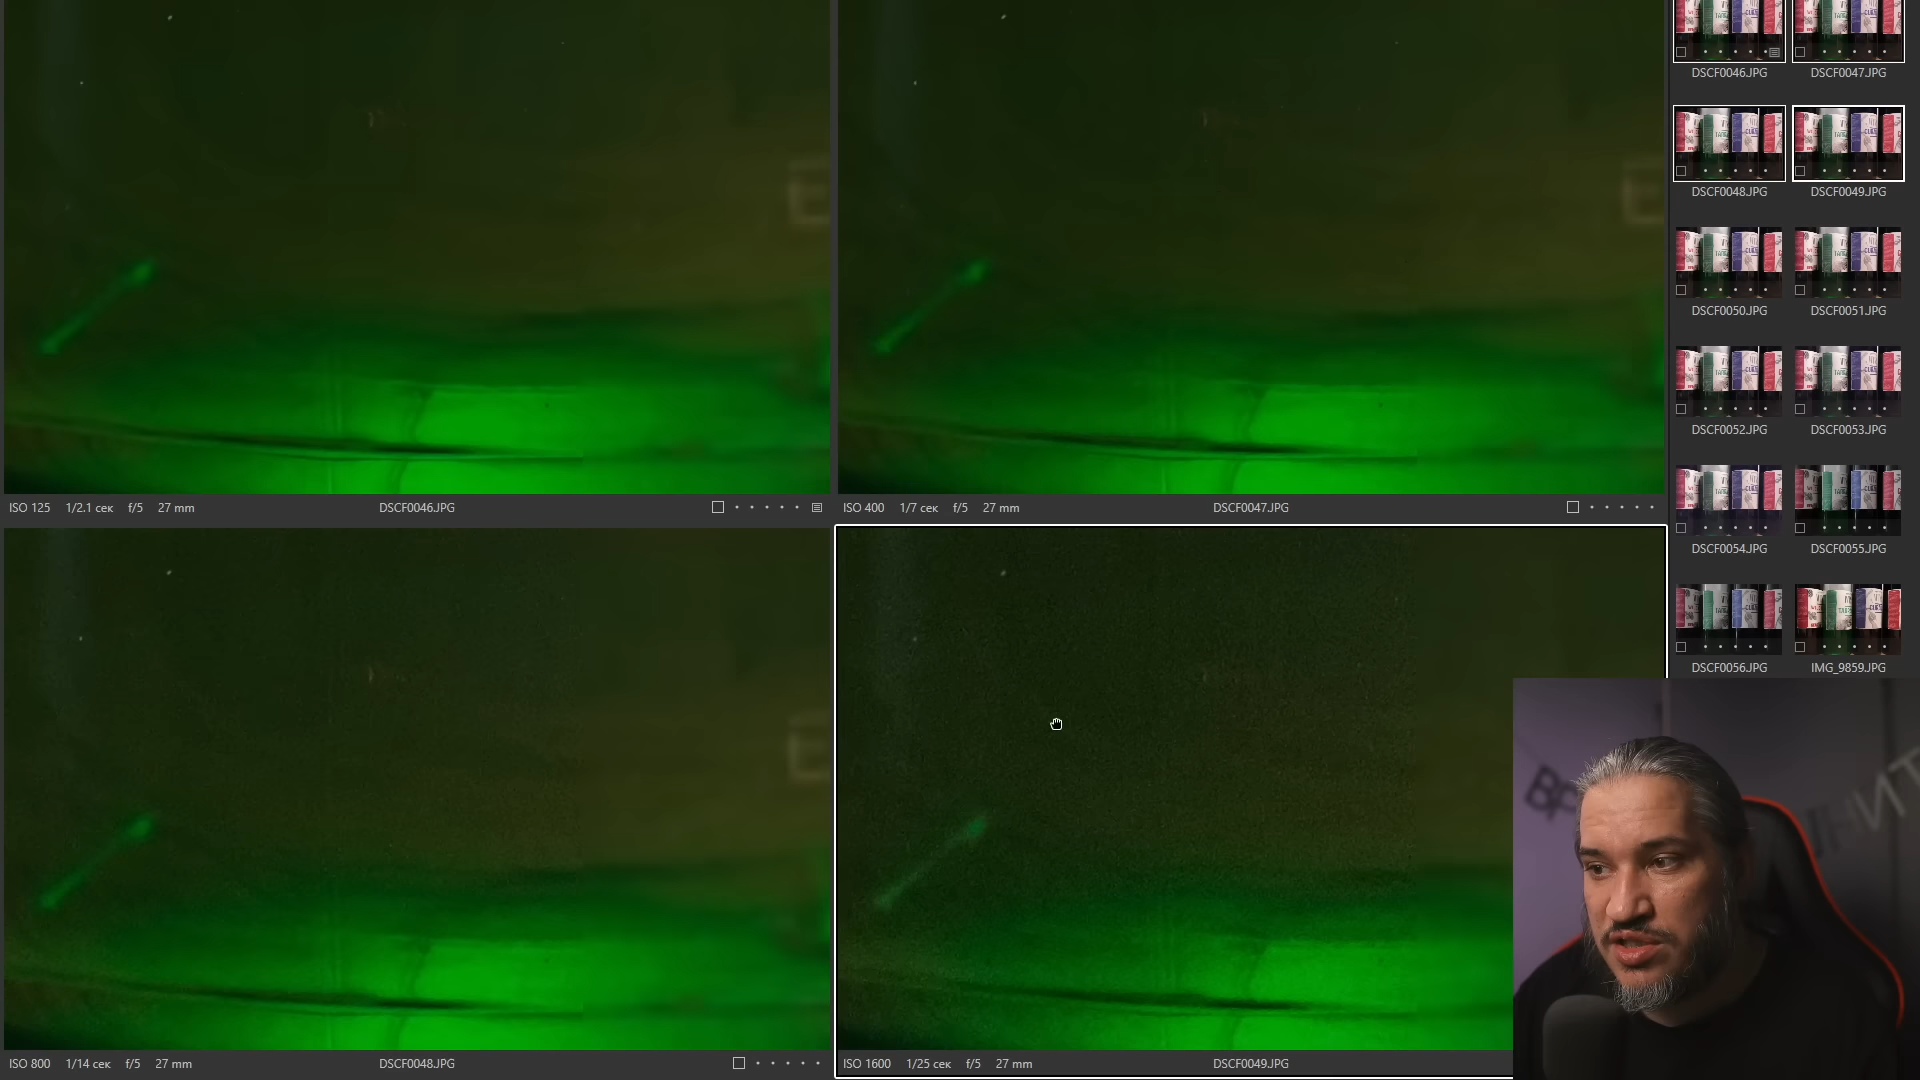 DSCF0046.JPG DSCF0047.JPG
DSCF0048.JPG DSCF0049.JPG
DSCF0050.JPG DSCF0051.JPG
DSCF0052.JPG DSCF0053.JPG
DSCF0054.JPG DSCF0055.JPG
DSCF0056.JPG IMG_9859.JPG
E
E
ISO 125 1/2.1 сек f/5 27 mm DSCF0046.JPG
ISO 400 1/7 сек f/5 27 mm DSCF0047.JPG
E
ISO 800 1/14 сек f/5 27 mm DSCF0048.JPG
ISO 1600 1/25 сек f/5 27 mm DSCF0049.JPG